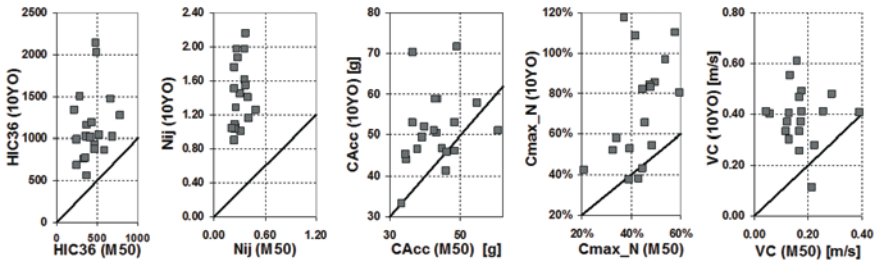 HIC36 (10YO)
2500
2000
1500
1000
500
0
0 500 1000
HIC36 (M50)
Nij (10YO)
2.40
2.00
1.60
1.20
0.80
0.40
0.00
0.00 0.60 1.20
Nij (M50)
CAcc (10YO) [g]
80
70
60
50
40
30
30 50
CAcc (M50) [g]
Cmax_N (10YO)
120%
100%
80%
60%
40%
20%
20% 40% 60%
Cmax_N (M50)
VC (10YO) [m/s]
0.80
0.60
0.40
0.20
0.00
0.00 0.20 0.40
VC (M50) [m/s]